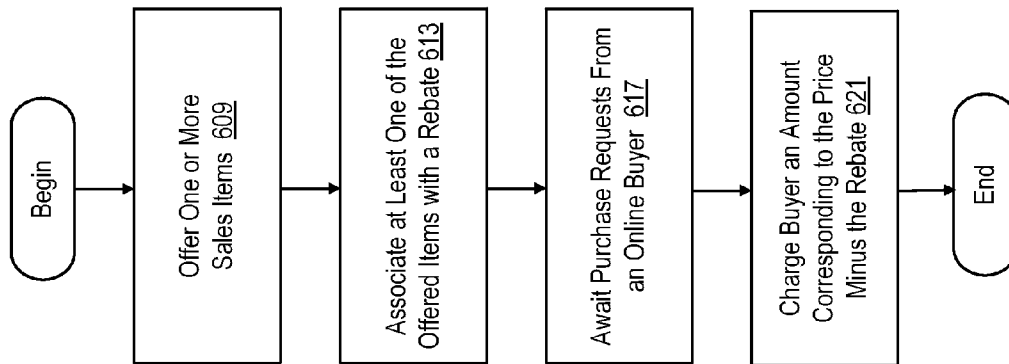 Begin
Offer One or More
Sales Items 609
Associate at Least One of the
Offered Items with a Rebate 613
Await Purchase Requests From
an Online Buyer 617
Charge Buyer an Amount
Corresponding to the Price
Minus the Rebate 621
End